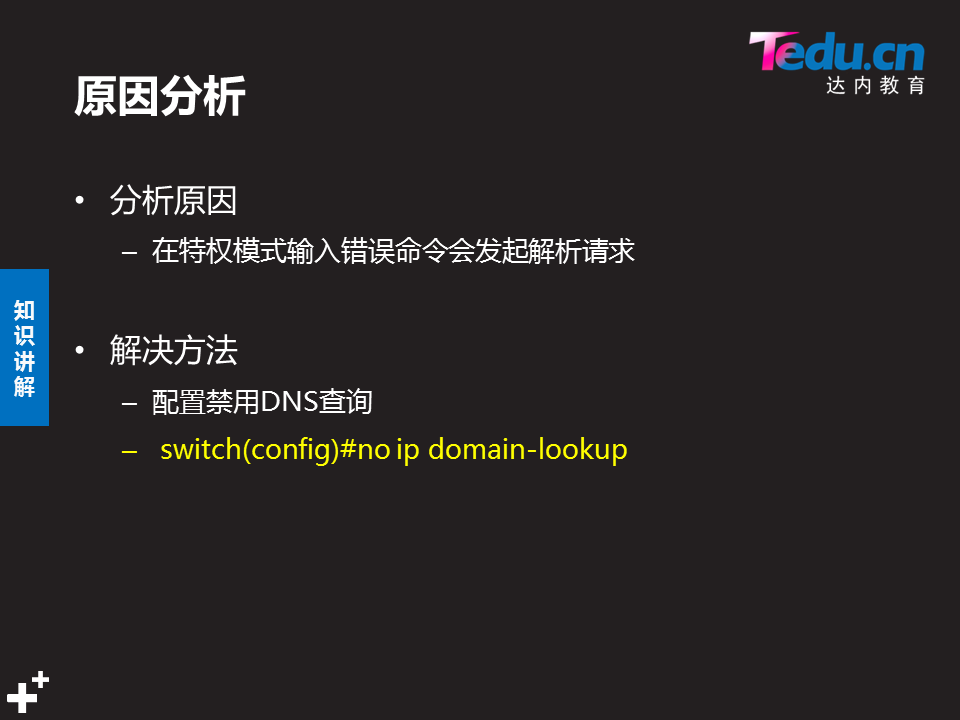 Tedu.cn
达内教育
原因分析
• 分析原因
– 在特权模式输入错误命令会发起解析请求
知识讲解
• 解决方法
– 配置禁用DNS查询
– switch(config)#no ip domain-lookup